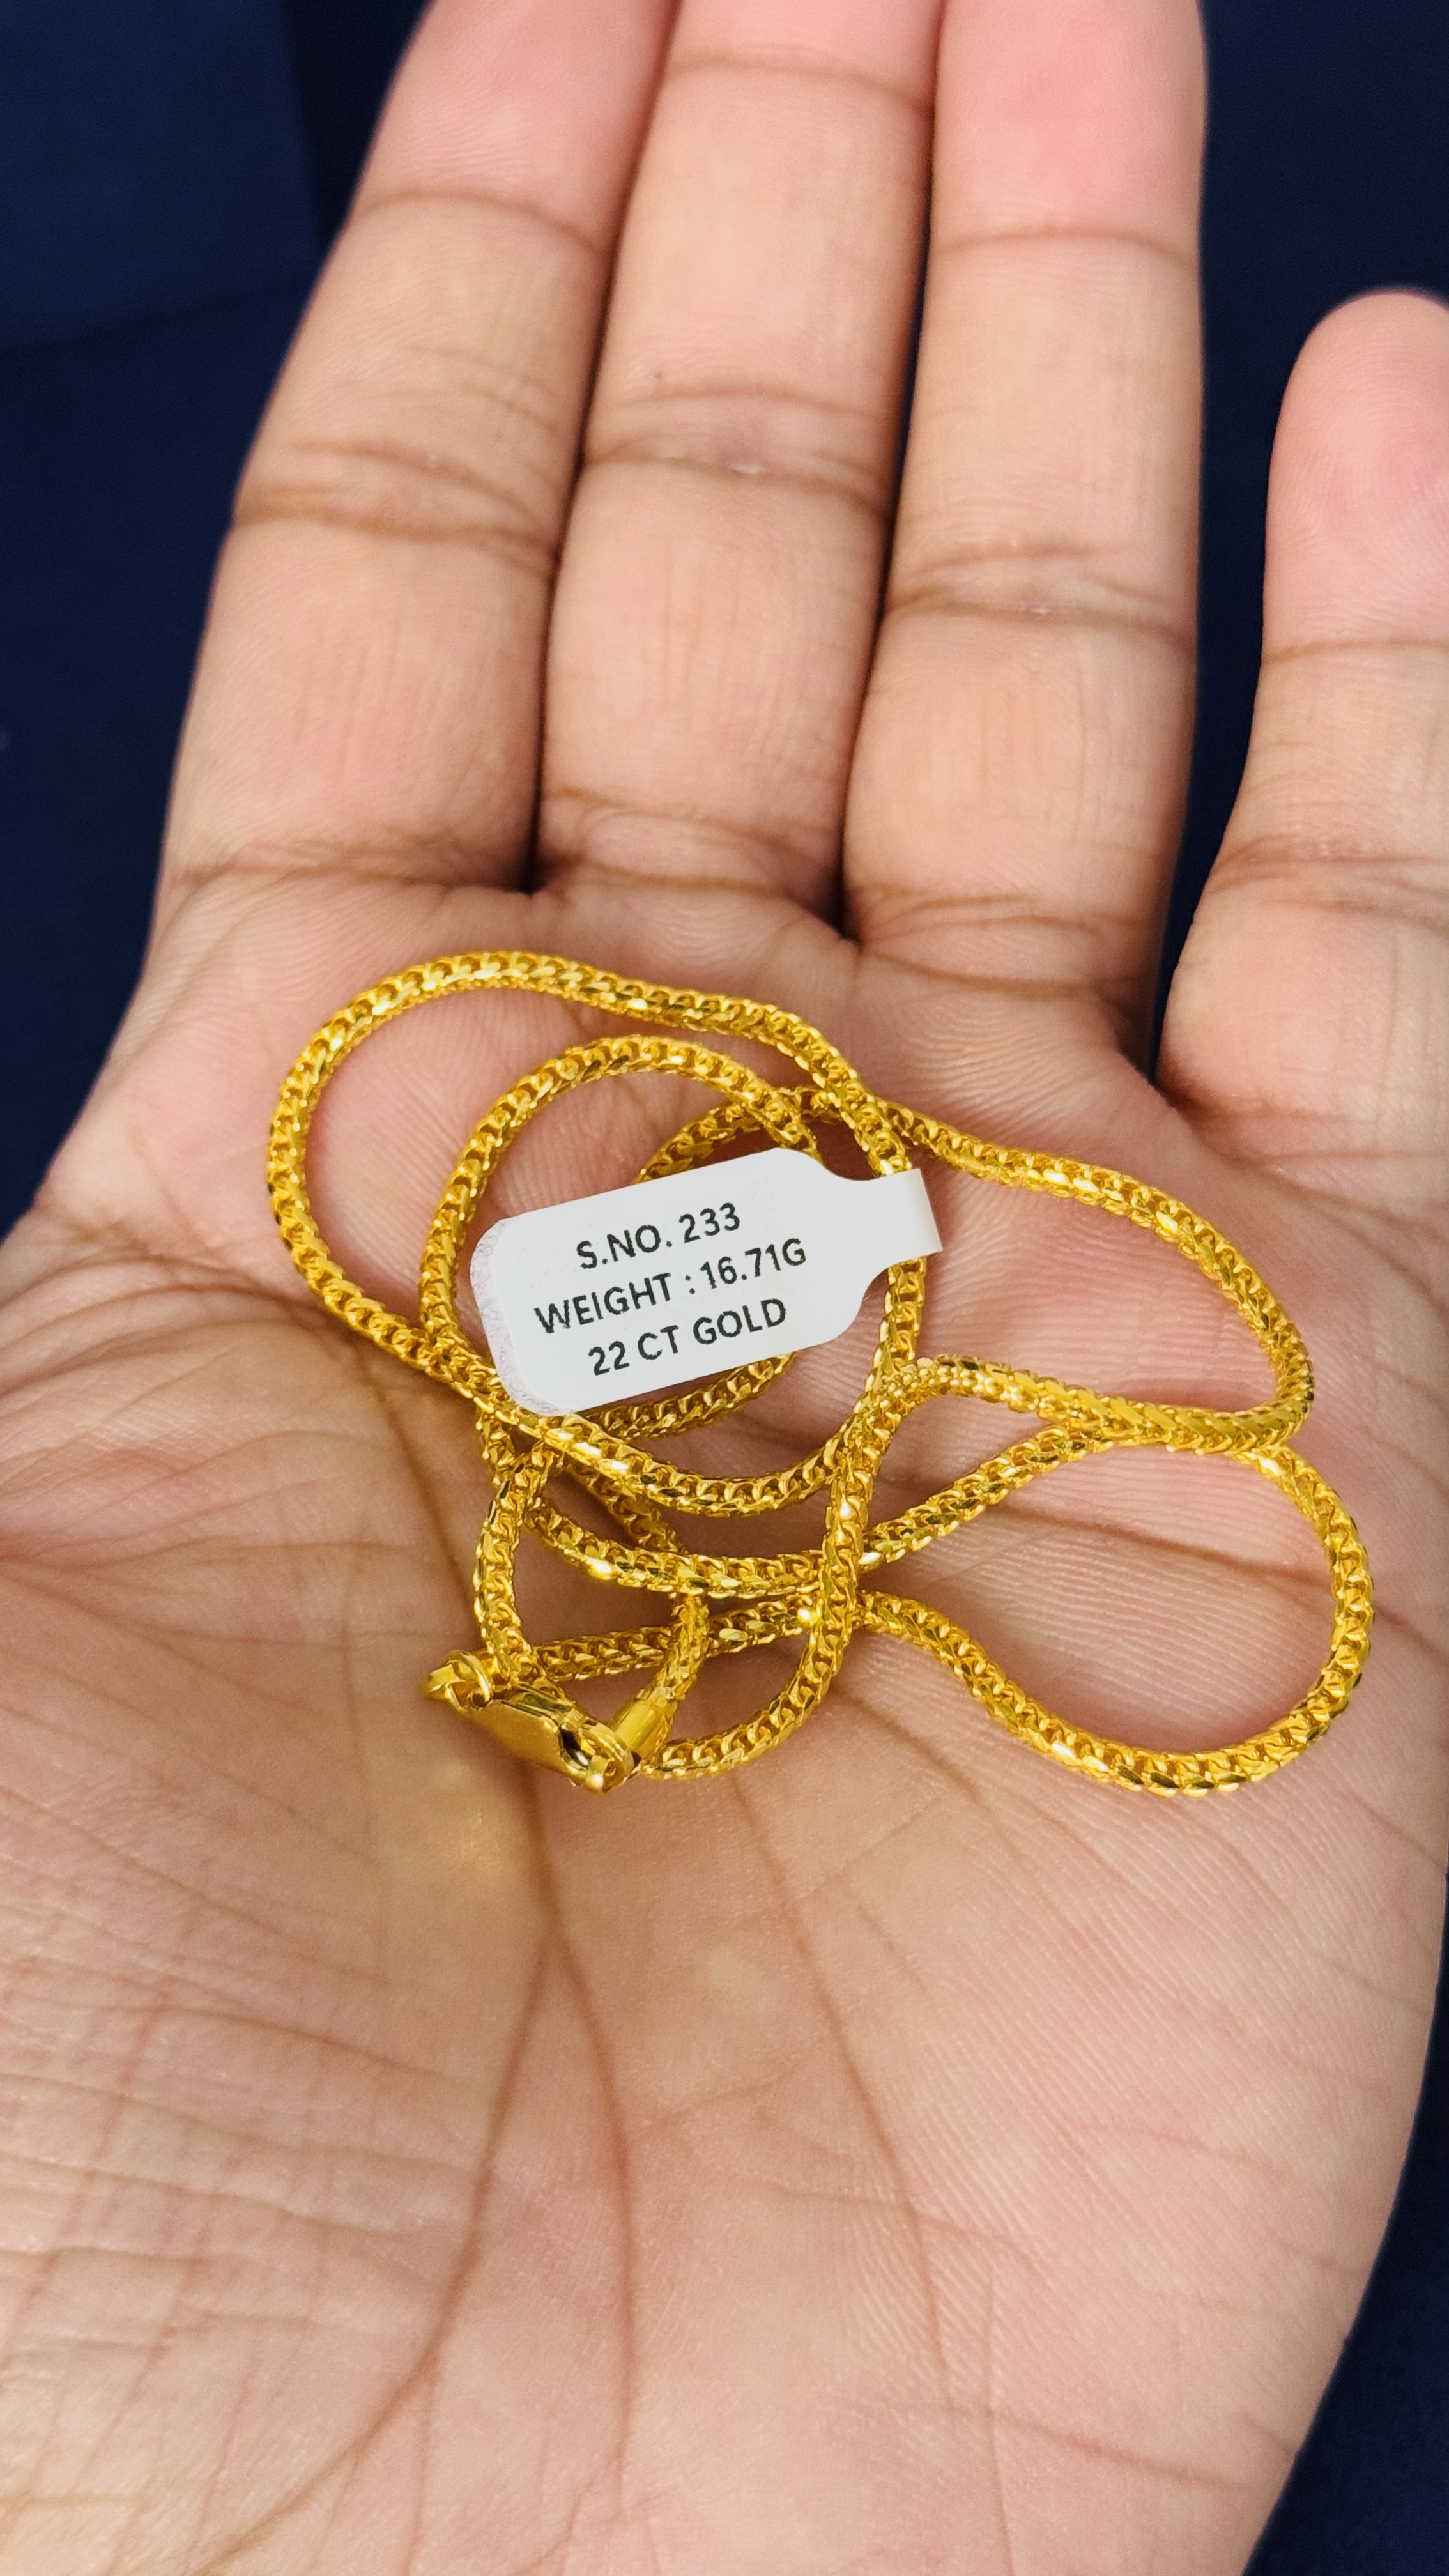 S.NO. 233
WEIGHT : 16.71G
22 CT GOLD